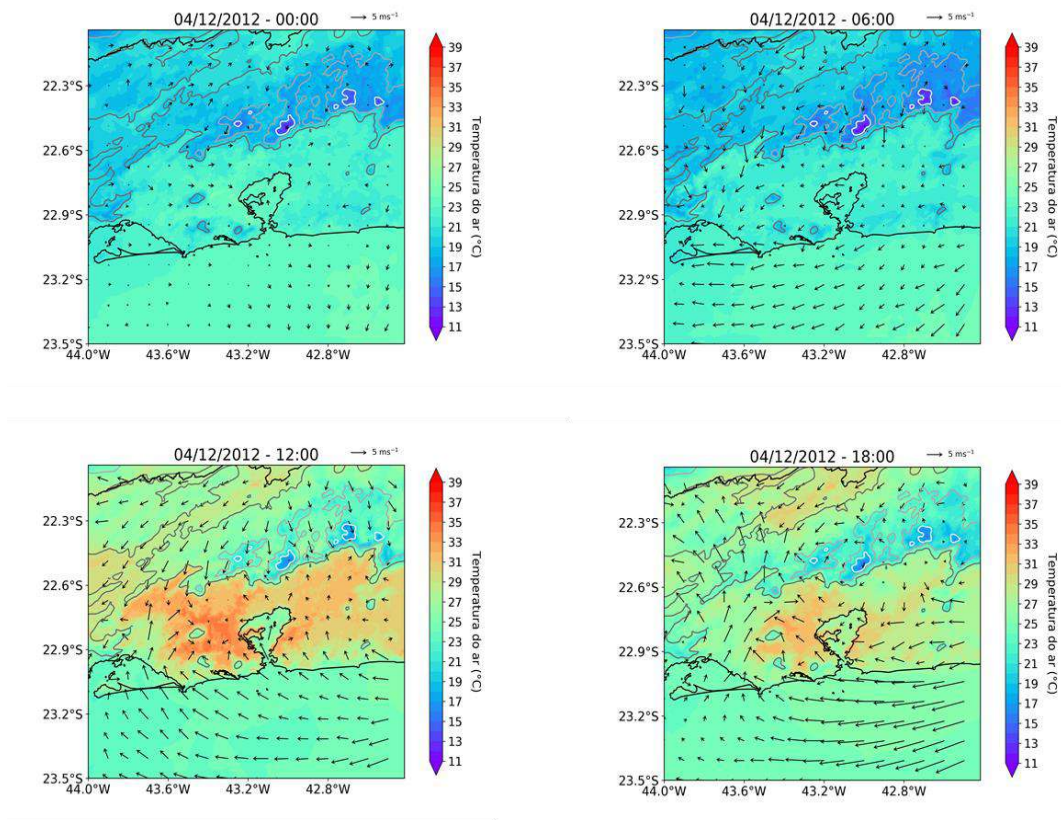 04/12/2012 - 00:00
5 ms⁻¹
22.3°S
22.6°S
22.9°S
23.2°S
23.5°S
44.0°W
43.6°W
43.2°W
42.8°W
39
37
35
33
31
29
27
25
23
21
19
17
15
13
11
Temperatura do ar (°C)
04/12/2012 - 06:00
5 ms⁻¹
22.3°S
22.6°S
22.9°S
23.2°S
23.5°S
44.0°W
43.6°W
43.2°W
42.8°W
39
37
35
33
31
29
27
25
23
21
19
17
15
13
11
Temperatura do ar (°C)
04/12/2012 - 12:00
5 ms⁻¹
22.3°S
22.6°S
22.9°S
23.2°S
23.5°S
44.0°W
43.6°W
43.2°W
42.8°W
39
37
35
33
31
29
27
25
23
21
19
17
15
13
11
Temperatura do ar (°C)
04/12/2012 - 18:00
5 ms⁻¹
22.3°S
22.6°S
22.9°S
23.2°S
23.5°S
44.0°W
43.6°W
43.2°W
42.8°W
39
37
35
33
31
29
27
25
23
21
19
17
15
13
11
Temperatura do ar (°C)